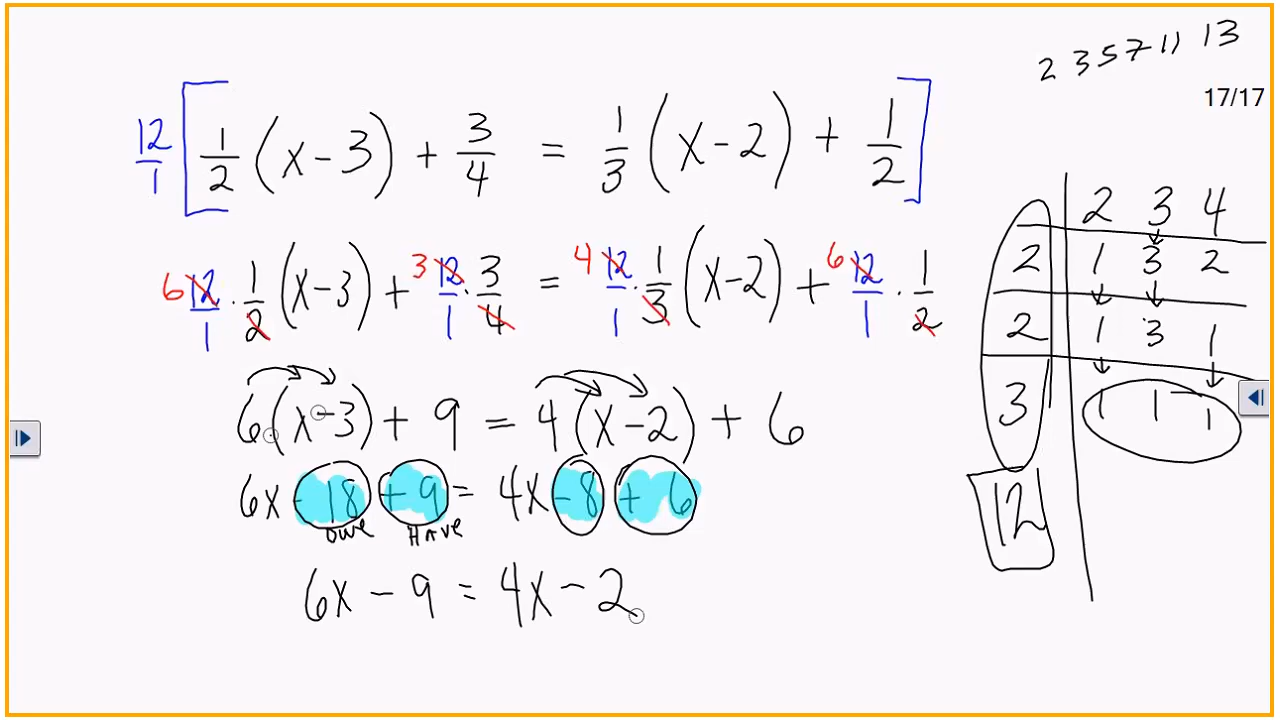 2 3 5 7 11 13
17/17
12/1 [ 1/2 (x - 3) + 3/4 = 1/3 (x - 2) + 1/2 ]
6 12/1 · 1/2 (x - 3) + 3 12/1 · 3/4 = 4 12/1 · 1/3 (x - 2) + 6 12/1 · 1/2
6(x - 3) + 9 = 4(x - 2) + 6
6x - 18 + 9 = 4x - 8 + 6
owe Have
6x - 9 = 4x - 2
2 3 4
2 1 3 2
2 1 3 1
3 1 1 1
12